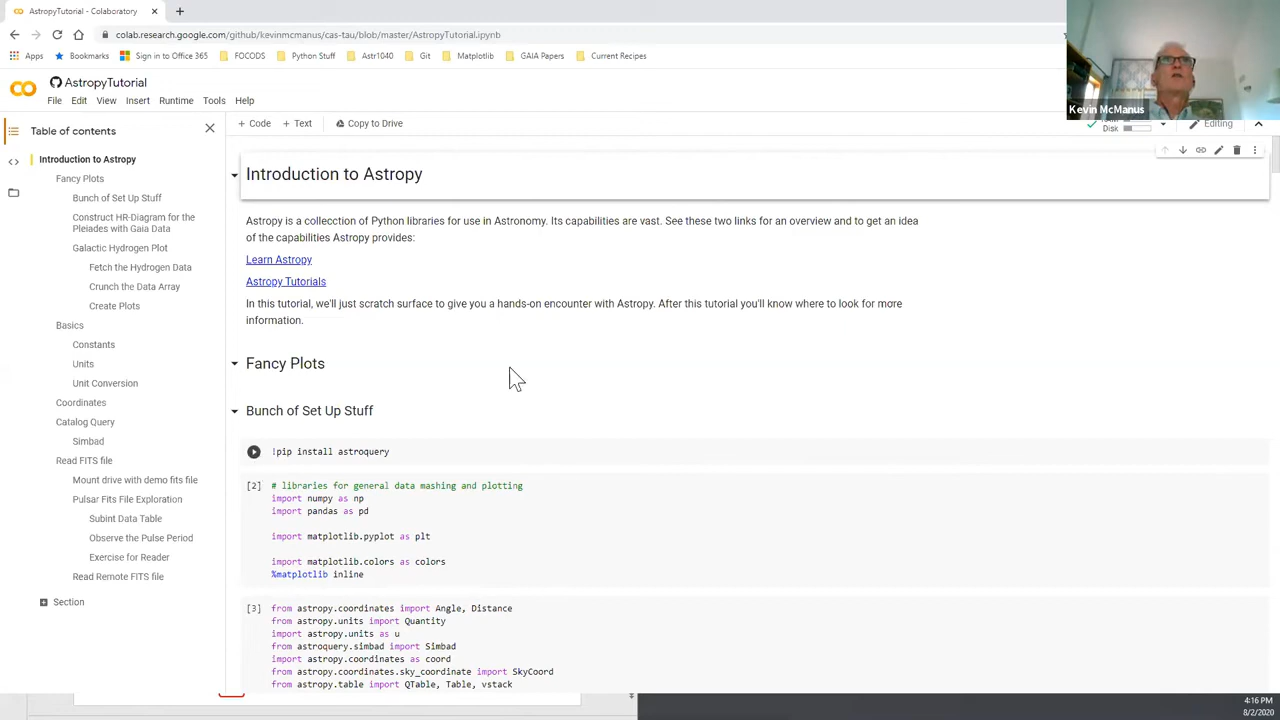 AstropyTutorial - Colaboratory
colab.research.google.com/github/kevinmcmanus/cas-tau/blob/master/AstropyTutorial.ipynb
Apps Bookmarks Sign in to Office 365 FOCODS Python Stuff Astr1040 Git Matplotlib GAIA Papers Current Repos
Kevin McManus
AstropyTutorial
File Edit View Insert Runtime Tools Help
+ Code + Text Copy to Drive
Disk
Editing
Table of contents
Introduction to Astropy
Fancy Plots
Bunch of Set Up Stuff
Construct HR-Diagram for the
Pleiades with Gaia Data
Galactic Hydrogen Plot
Fetch the Hydrogen Data
Crunch the Data Array
Create Plots
Basics
Constants
Units
Unit Conversion
Coordinates
Catalog Query
Simbad
Read FITS file
Mount drive with demo fits file
Pulsar Fits File Exploration
Subint Data Table
Observe the Pulse Period
Exercise for Reader
Read Remote FITS file
Section
Introduction to Astropy
Astropy is a collecction of Python libraries for use in Astronomy. Its capabilities are vast. See these two links for an overview and to get an idea
of the capabilities Astropy provides:
Learn Astropy
Astropy Tutorials
In this tutorial, we'll just scratch surface to give you a hands-on encounter with Astropy. After this tutorial you'll know where to look for more
information.
Fancy Plots
Bunch of Set Up Stuff
!pip install astroquery
[2] # libraries for general data mashing and plotting
import numpy as np
import pandas as pd
import matplotlib.pyplot as plt
import matplotlib.colors as colors
%matplotlib inline
[3] from astropy.coordinates import Angle, Distance
from astropy.units import Quantity
import astropy.units as u
from astroquery.simbad import Simbad
import astropy.coordinates as coord
from astropy.coordinates.sky_coordinate import SkyCoord
from astropy.table import QTable, Table, vstack
4:16 PM
8/2/2020